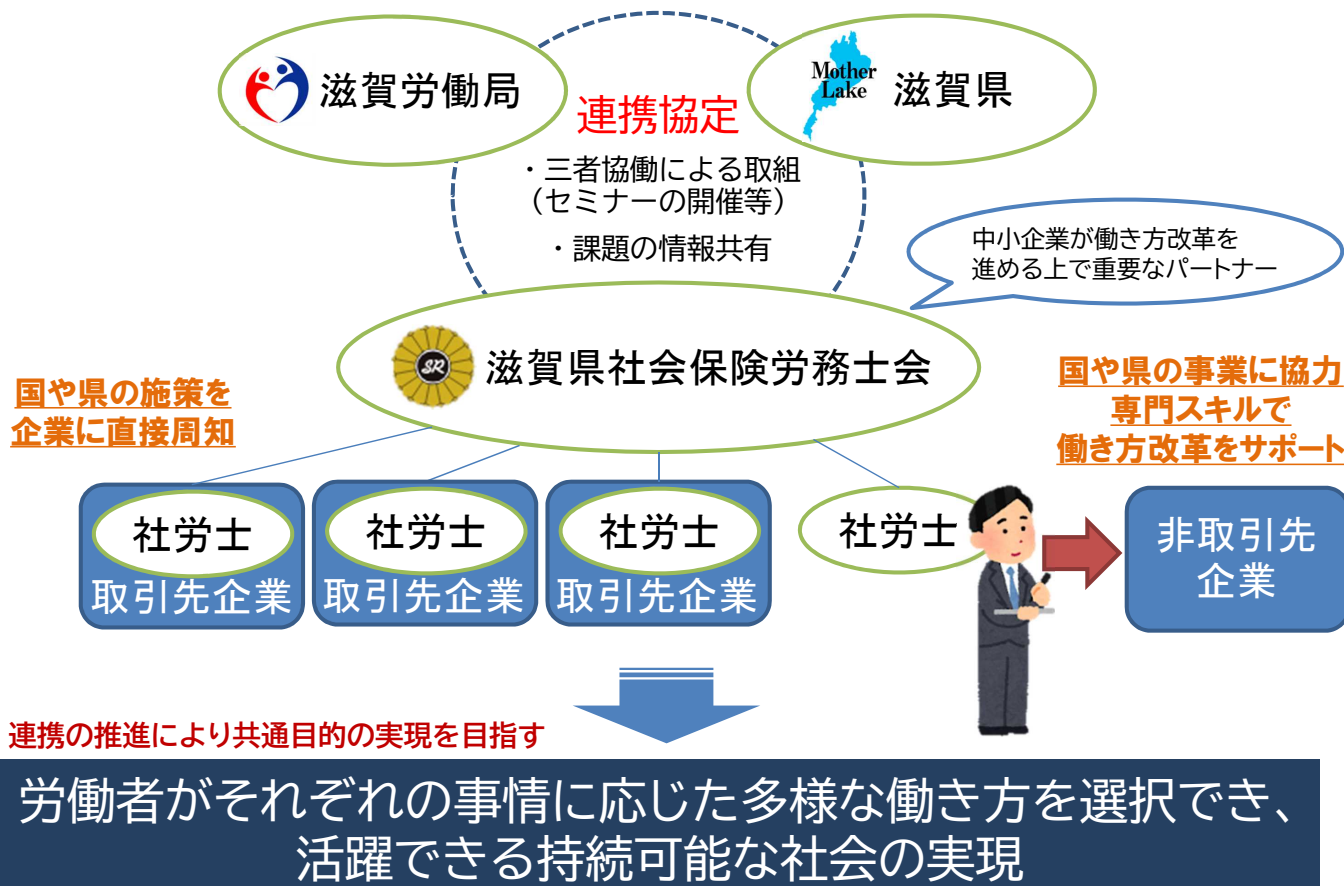 滋賀労働局
Mother
Lake
滋賀県
連携協定
・三者協働による取組
（セミナーの開催等）
・課題の情報共有
中小企業が働き方改革を
進める上で重要なパートナー
SR
滋賀県社会保険労務士会
国や県の施策を
企業に直接周知
国や県の事業に協力
専門スキルで
働き方改革をサポート
社労士
取引先企業
社労士
取引先企業
社労士
取引先企業
社労士
非取引先
企業
連携の推進により共通目的の実現を目指す
労働者がそれぞれの事情に応じた多様な働き方を選択でき、
活躍できる持続可能な社会の実現